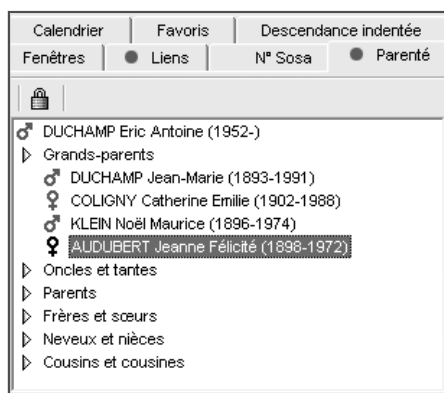 Calendrier Favoris Descendance indentée
Fenêtres Liens N° Sosa Parenté
DUCHAMP Eric Antoine (1952-)
Grands-parents
DUCHAMP Jean-Marie (1893-1991)
COLIGNY Catherine Emilie (1902-1988)
KLEIN Noël Maurice (1896-1974)
AUDUBERT Jeanne Félicité (1898-1972)
Oncles et tantes
Parents
Frères et sœurs
Neveux et nièces
Cousins et cousines